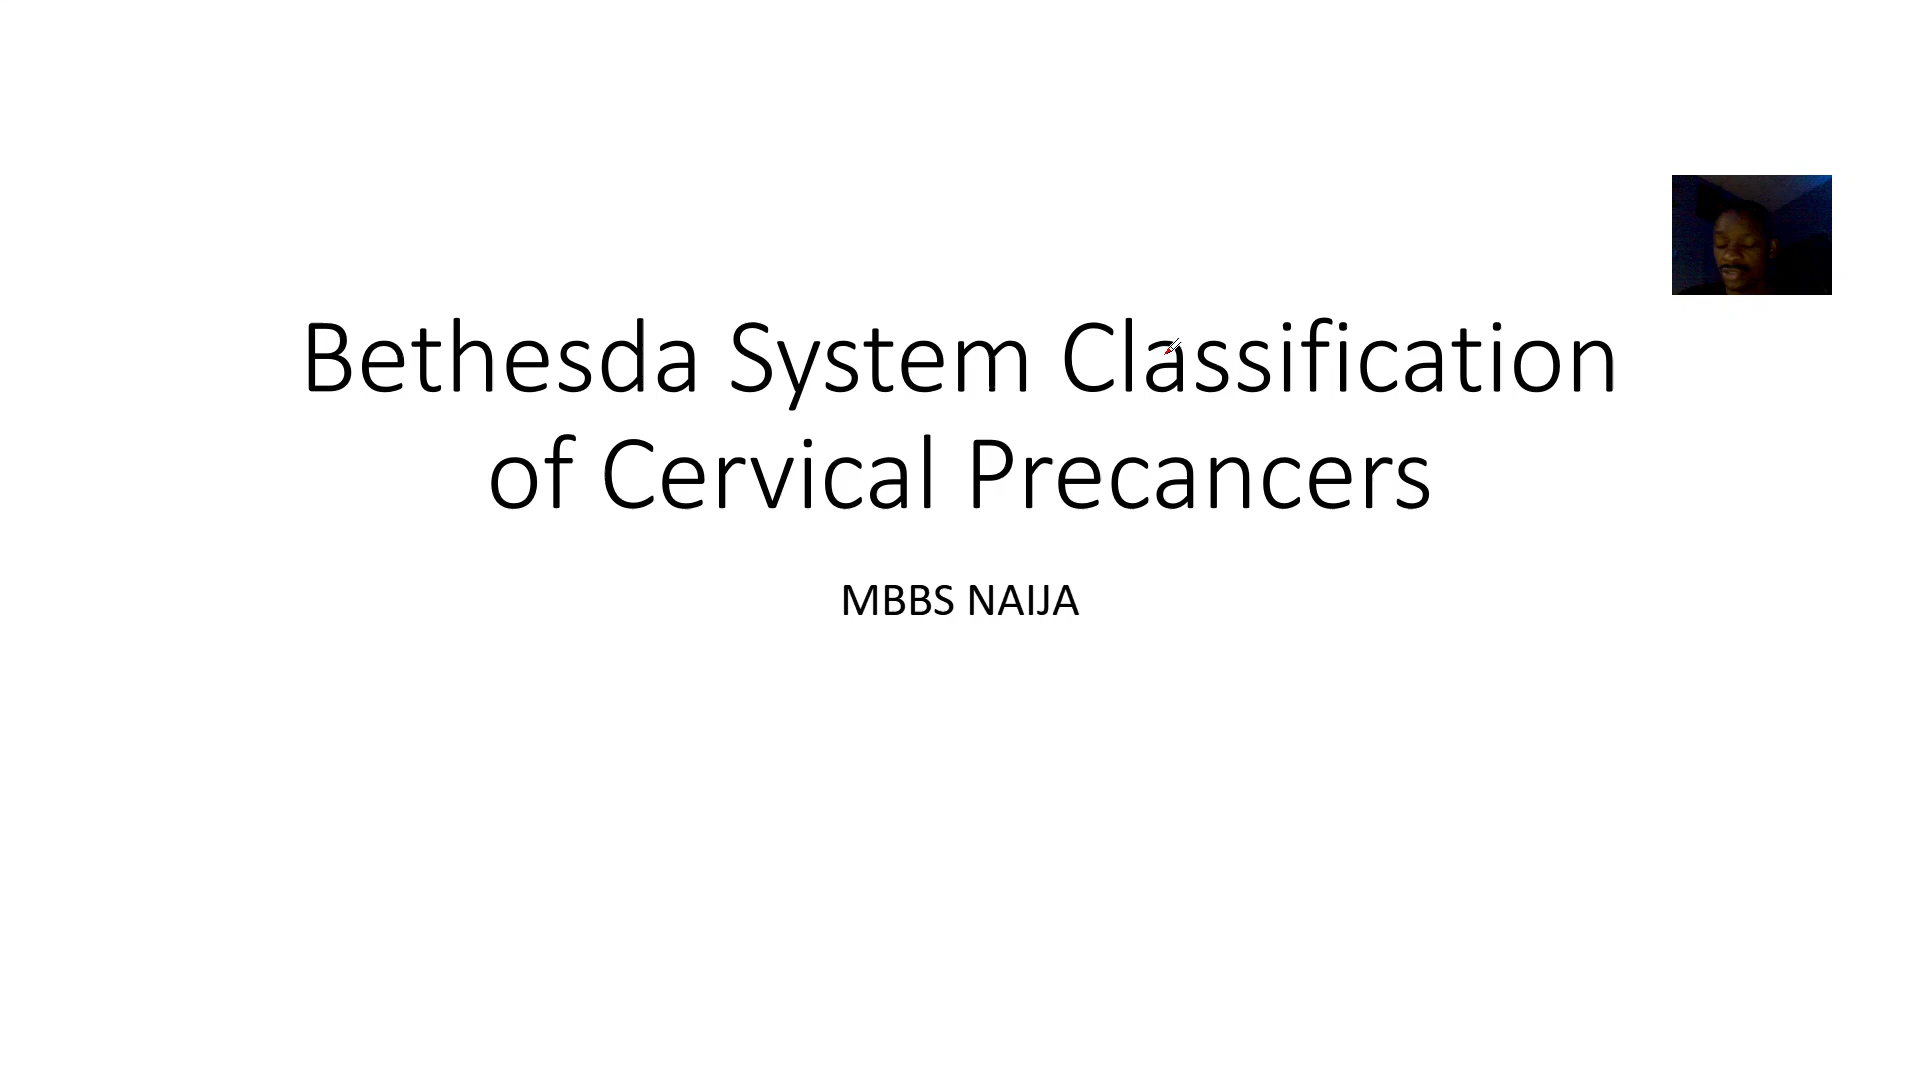 Bethesda System Classification
of Cervical Precancers
MBBS NAIJA